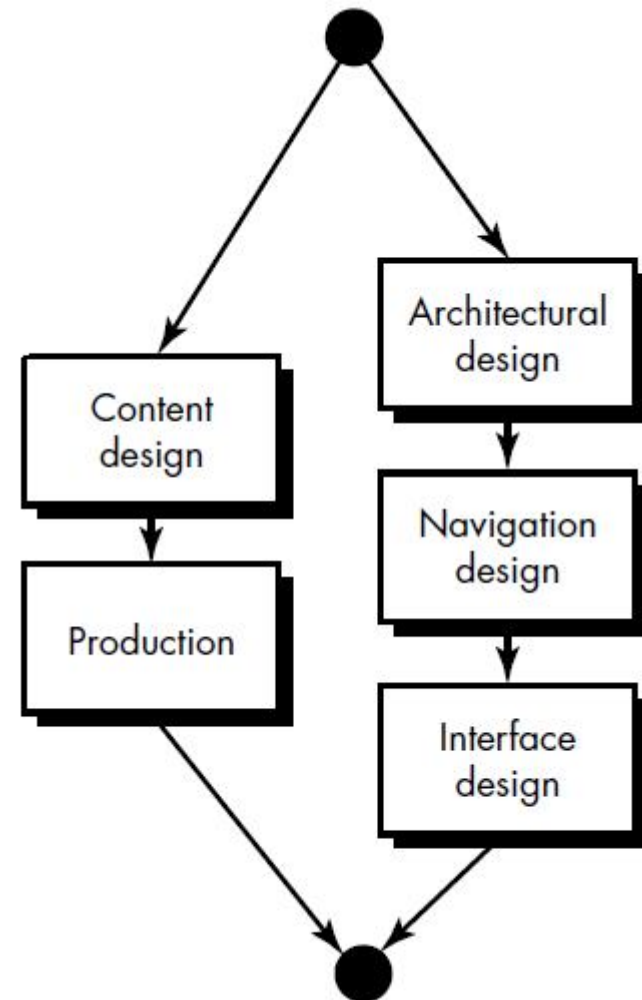 Architectural
design
Content
design
Navigation
design
Production
Interface
design